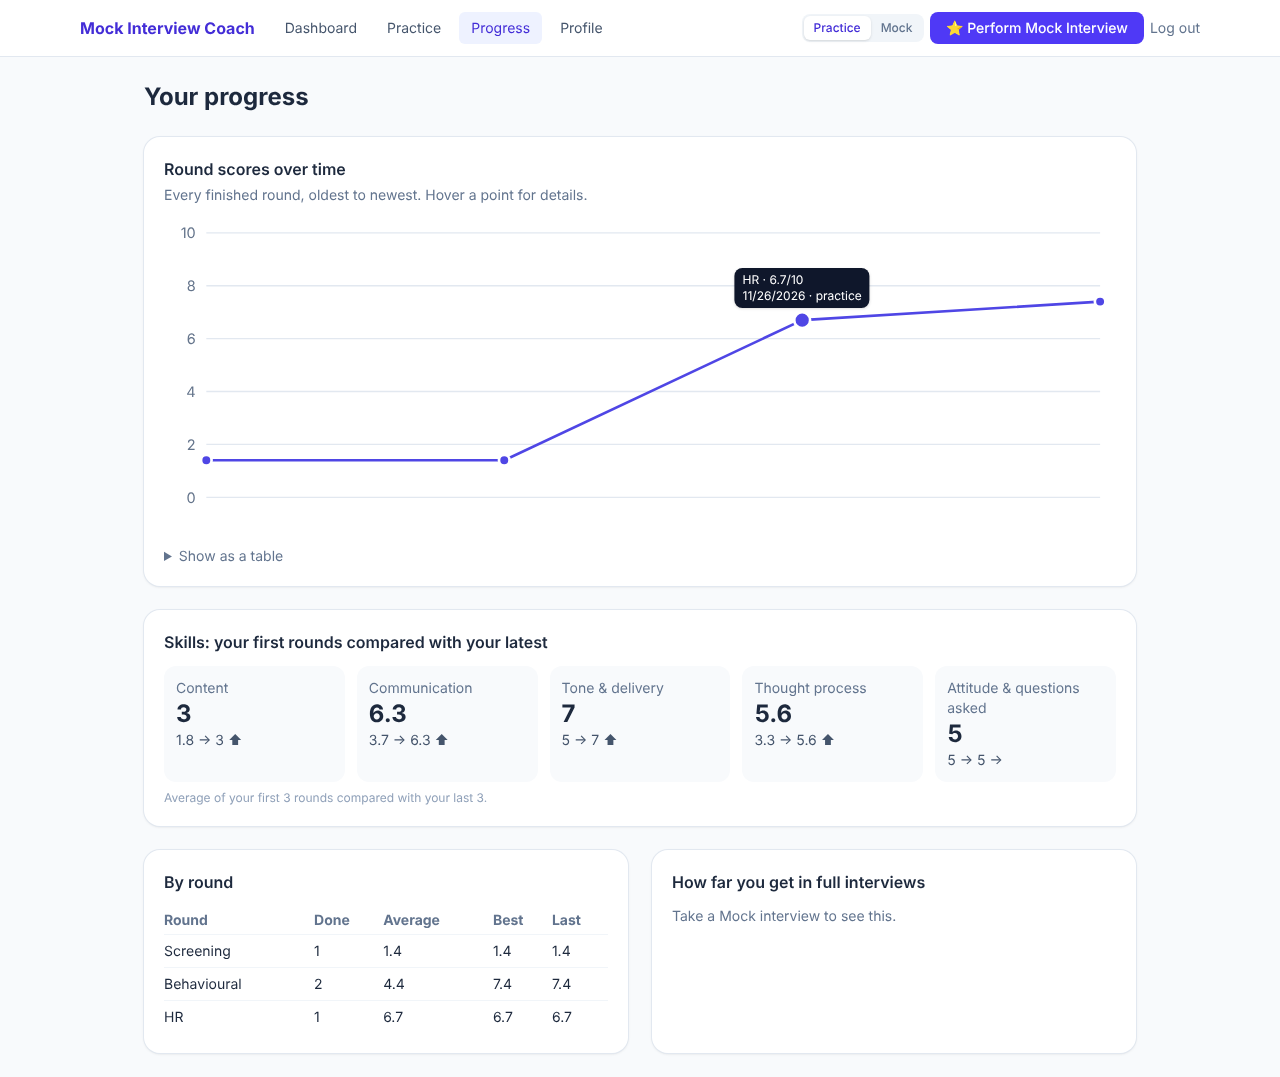 Mock Interview Coach Dashboard Practice Progress Profile Practice Mock ⭐ Perform Mock Interview Log out
Your progress
Round scores over time
Every finished round, oldest to newest. Hover a point for details.
10
8
6
4
2
0
HR · 6.7/10
11/26/2026 · practice
▶ Show as a table
Skills: your first rounds compared with your latest
Content
3
1.8 → 3 ⬆
Communication
6.3
3.7 → 6.3 ⬆
Tone & delivery
7
5 → 7 ⬆
Thought process
5.6
3.3 → 5.6 ⬆
Attitude & questions
asked
5
5 → 5 →
Average of your first 3 rounds compared with your last 3.
By round
Round Done Average Best Last
Screening 1 1.4 1.4 1.4
Behavioural 2 4.4 7.4 7.4
HR 1 6.7 6.7 6.7
How far you get in full interviews
Take a Mock interview to see this.